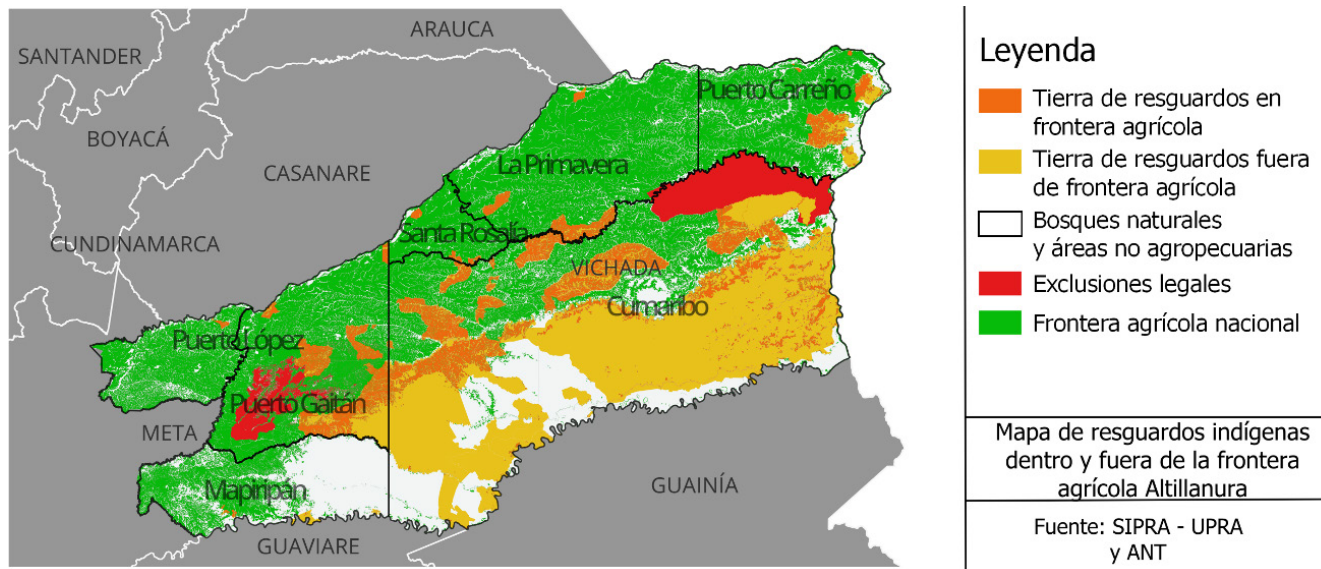 ARAUCA
SANTANDER
Puerto Carreño
BOYACÁ
La Primavera
CASANARE
Santa Rosalía
CUNDINAMARCA
VICHADA
Cumaribo
Puerto López
Puerto Gaitán
META
Mapiripán
GUAINÍA
GUAVIARE
Leyenda
Tierra de resguardos en
frontera agrícola
Tierra de resguardos fuera
de frontera agrícola
Bosques naturales
y áreas no agropecuarias
Exclusiones legales
Frontera agrícola nacional
Mapa de resguardos indígenas
dentro y fuera de la frontera
agrícola Altillanura
Fuente: SIPRA - UPRA
y ANT